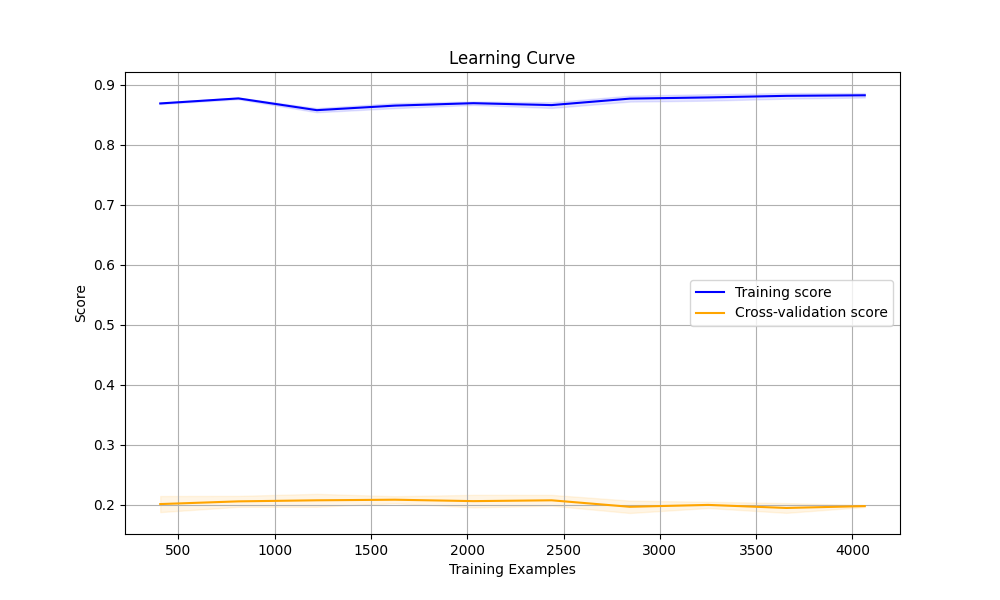 Learning Curve
0.9
0.8
0.7
0.6
0.5
0.4
0.3
0.2
Score
Training score
Cross-validation score
500 1000 1500 2000 2500 3000 3500 4000
Training Examples